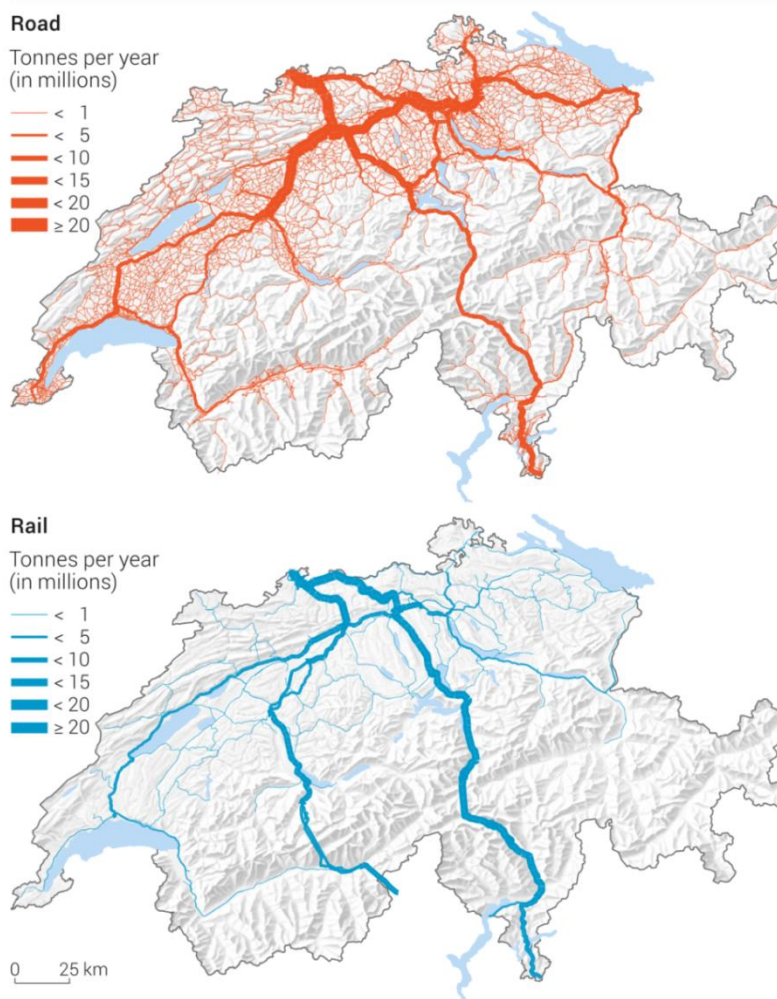 Road
Tonnes per year
(in millions)
< 1
< 5
< 10
< 15
< 20
≥ 20
Rail
Tonnes per year
(in millions)
< 1
< 5
< 10
< 15
< 20
≥ 20
0 25 km